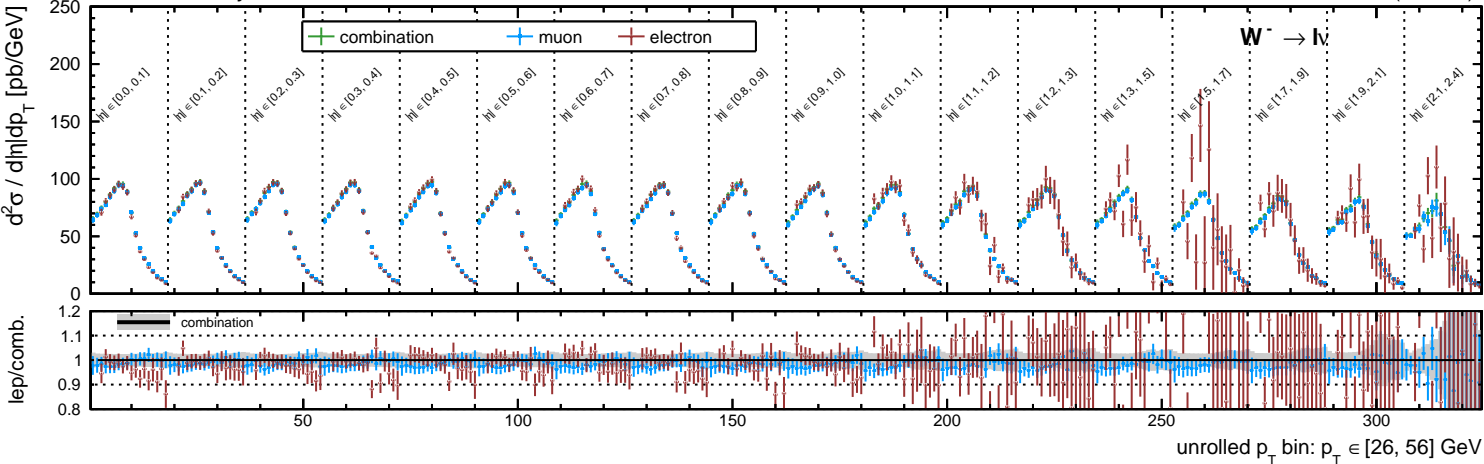 250
200
150
100
50
0
d²σ / d|η|dp_T [pb/GeV]
combination
muon
electron
W⁻ → lν
|η| ∈ [0.0, 0.1]
|η| ∈ [0.1, 0.2]
|η| ∈ [0.2, 0.3]
|η| ∈ [0.3, 0.4]
|η| ∈ [0.4, 0.5]
|η| ∈ [0.5, 0.6]
|η| ∈ [0.6, 0.7]
|η| ∈ [0.7, 0.8]
|η| ∈ [0.8, 0.9]
|η| ∈ [0.9, 1.0]
|η| ∈ [1.0, 1.1]
|η| ∈ [1.1, 1.2]
|η| ∈ [1.2, 1.3]
|η| ∈ [1.3, 1.5]
|η| ∈ [1.5, 1.7]
|η| ∈ [1.7, 1.9]
|η| ∈ [1.9, 2.1]
|η| ∈ [2.1, 2.4]
1.2
1.1
1
0.9
0.8
lep/comb.
combination
50
100
150
200
250
300
unrolled p_T bin: p_T ∈ [26, 56] GeV